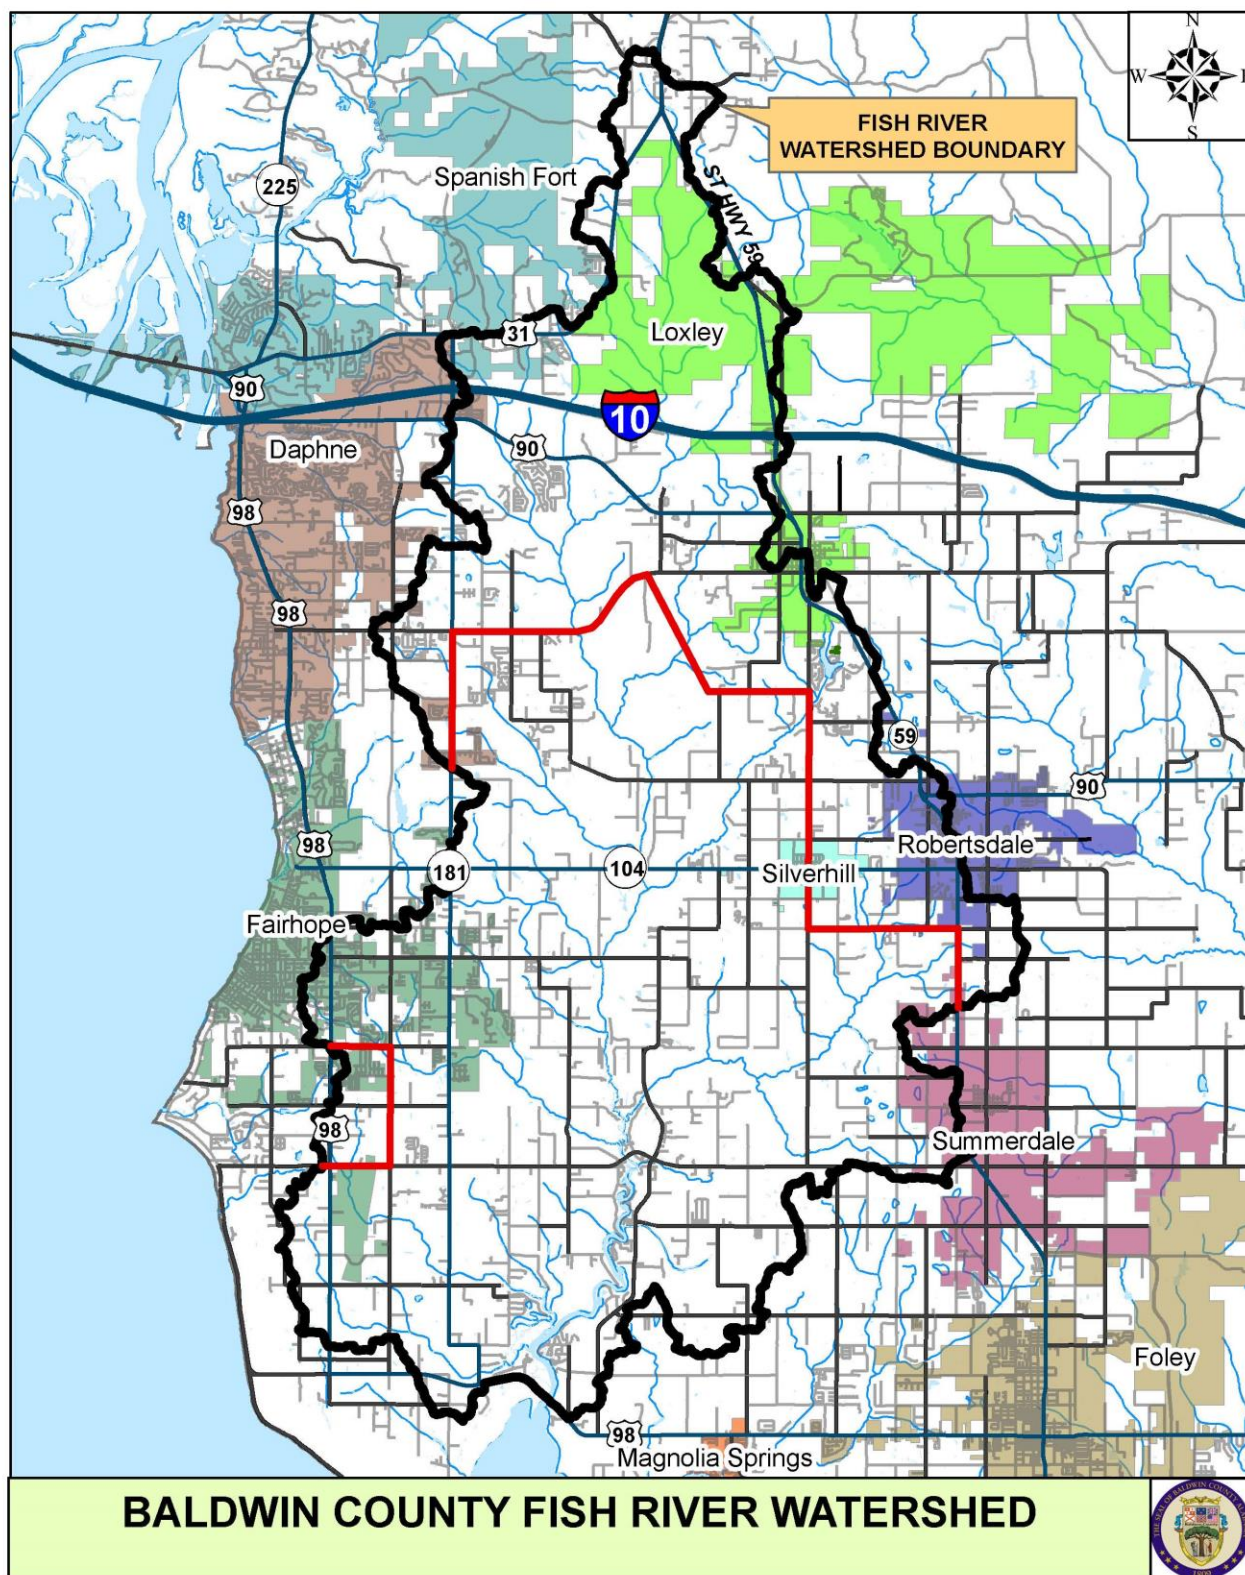 N
W
S
FISH RIVER
WATERSHED BOUNDARY
Spanish Fort
225
ST HWY 59
31
Loxley
90
10
Daphne
90
98
98
59
90
98
Robertsdale
181
104
Silverhill
Fairhope
98
Summerdale
Foley
98
Magnolia Springs
BALDWIN COUNTY FISH RIVER WATERSHED